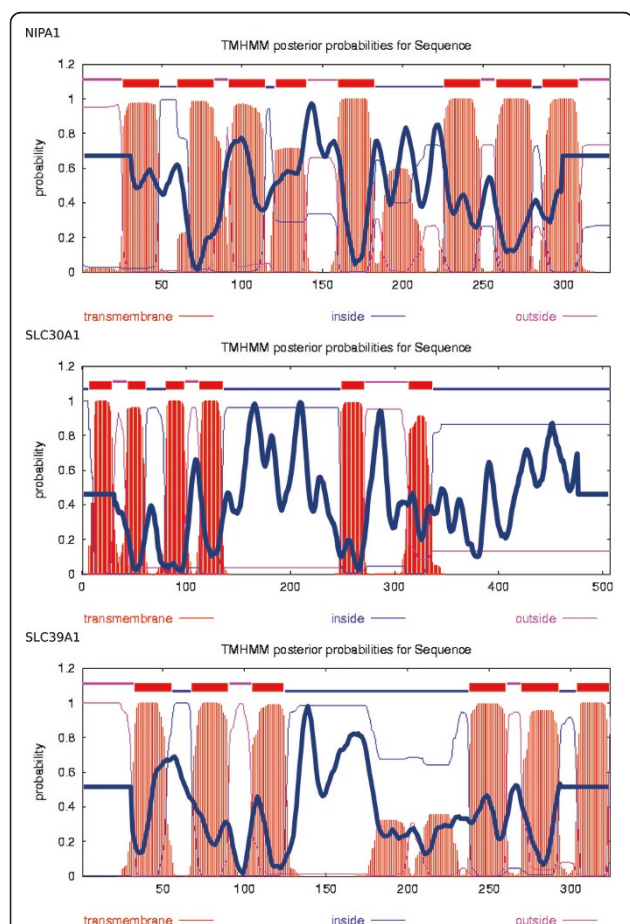 NIPA1
TMHMM posterior probabilities for Sequence
1.2
1
0.8
0.6
0.4
0.2
0
probability
50 100 150 200 250 300
transmembrane inside outside
SLC30A1
TMHMM posterior probabilities for Sequence
1.2
1
0.8
0.6
0.4
0.2
0
probability
0 100 200 300 400 500
transmembrane inside outside
SLC39A1
TMHMM posterior probabilities for Sequence
1.2
1
0.8
0.6
0.4
0.2
0
probability
50 100 150 200 250 300
transmembrane inside outside